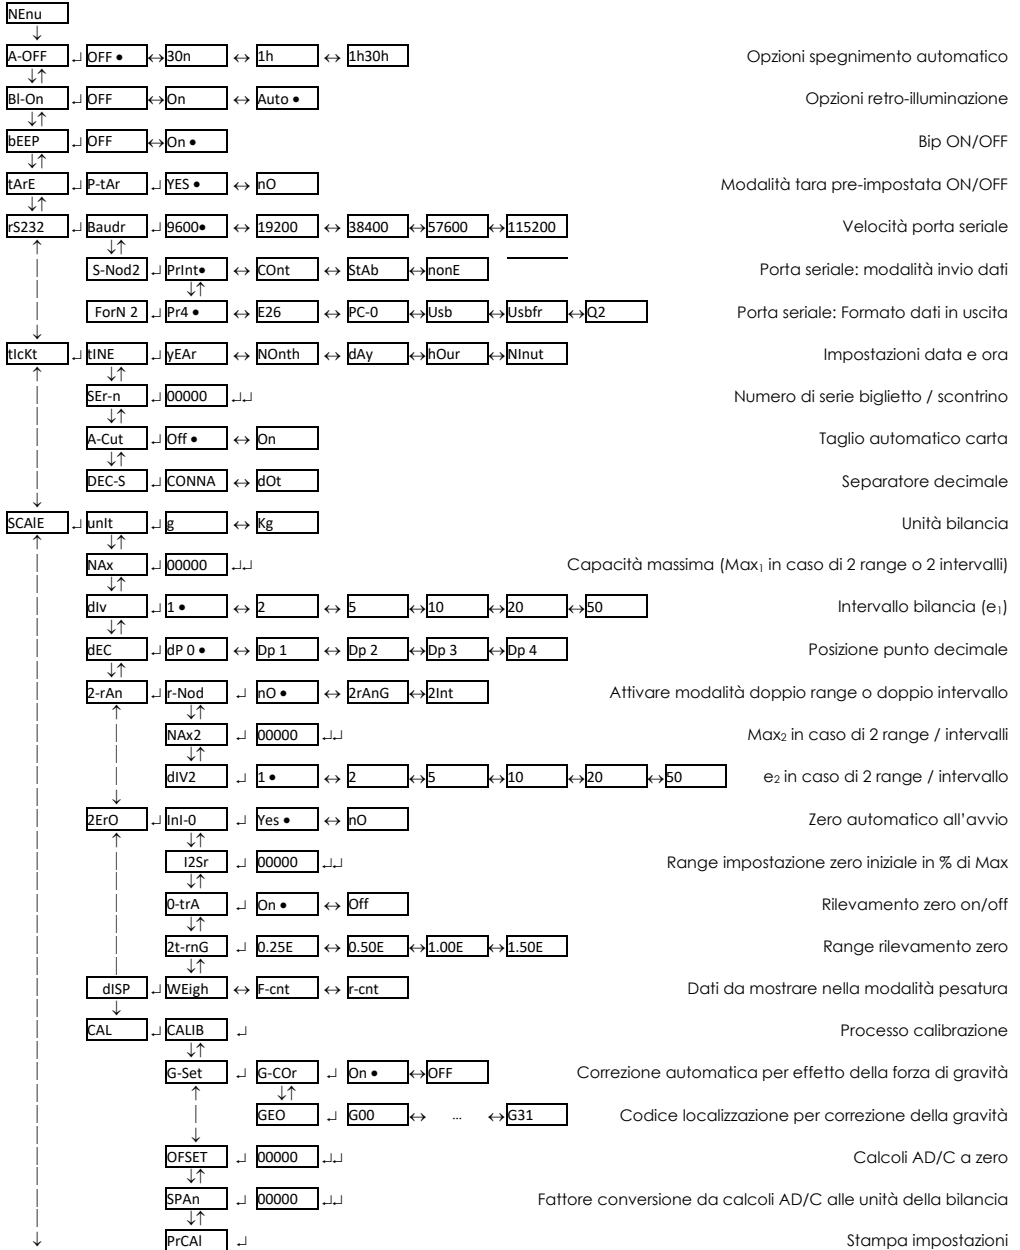 NEnu
↓
A-OFF ↵ OFF • ↔ 30n ↔ 1h ↔ 1h30h Opzioni spegnimento automatico
↓↑
Bl-On ↵ OFF ↔ On ↔ Auto • Opzioni retro-illuminazione
↓↑
bEEP ↵ OFF ↔ On • Bip ON/OFF
↓↑
tArE ↵ P-tAr ↵ YES • ↔ nO Modalità tara pre-impostata ON/OFF
↓↑
rS232 ↵ Baudr ↵ 9600• ↔ 19200 ↔ 38400 ↔ 57600 ↔ 115200 Velocità porta seriale
↑ ↓↑
S-Nod2 ↵ PrInt• ↔ COnt ↔ StAb ↔ nonE Porta seriale: modalità invio dati
↓↑
ForN 2 ↵ Pr4 • ↔ E26 ↔ PC-0 ↔ Usb ↔ Usbfr ↔ Q2 Porta seriale: Formato dati in uscita
↓
tIcKt ↵ tINE ↵ yEAr ↔ NOnth ↔ dAy ↔ hOur ↔ NInut Impostazioni data e ora
↑ ↓↑
SEr-n ↵ 00000 ↵↵ Numero di serie biglietto / scontrino
↓↑
A-Cut ↵ Off • ↔ On Taglio automatico carta
↓↑
DEC-S ↵ CONNA ↔ dOt Separatore decimale
↓
SCAlE ↵ unIt ↵ g ↔ Kg Unità bilancia
↑ ↓↑
NAx ↵ 00000 ↵↵ Capacità massima (Max₁ in caso di 2 range o 2 intervalli)
↓↑
dIv ↵ 1 • ↔ 2 ↔ 5 ↔ 10 ↔ 20 ↔ 50 Intervallo bilancia (e₁)
↓↑
dEC ↵ dP 0 • ↔ Dp 1 ↔ Dp 2 ↔ Dp 3 ↔ Dp 4 Posizione punto decimale
↓↑
2-rAn ↵ r-Nod ↵ nO • ↔ 2rAnG ↔ 2Int Attivare modalità doppio range o doppio intervallo
↑ ↓↑
NAx2 ↵ 00000 ↵↵ Max₂ in caso di 2 range / intervalli
↓↑
dIV2 ↵ 1 • ↔ 2 ↔ 5 ↔ 10 ↔ 20 ↔ 50 e₂ in caso di 2 range / intervallo
↓
2ErO ↵ InI-0 ↵ Yes • ↔ nO Zero automatico all’avvio
↑ ↓↑
I2Sr ↵ 00000 ↵↵ Range impostazione zero iniziale in % di Max
↓↑
0-trA ↵ On • ↔ Off Rilevamento zero on/off
↓↑
2t-rnG ↵ 0.25E ↔ 0.50E ↔ 1.00E ↔ 1.50E Range rilevamento zero
↓↑
dISP ↵ WEigh ↔ F-cnt ↔ r-cnt Dati da mostrare nella modalità pesatura
↓
CAL ↵ CALIB ↵ Processo calibrazione
↓↑
G-Set ↵ G-COr ↵ On • ↔ OFF Correzione automatica per effetto della forza di gravità
↑ ↓↑
GEO ↵ G00 ↔ … ↔ G31 Codice localizzazione per correzione della gravità
↓
OFSET ↵ 00000 ↵↵ Calcoli AD/C a zero
↓↑
SPAn ↵ 00000 ↵↵ Fattore conversione da calcoli AD/C alle unità della bilancia
↓↑
↓ PrCAl ↵ Stampa impostazioni